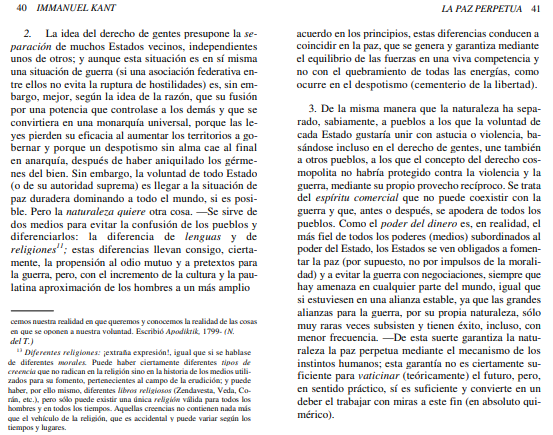 40 IMMANUEL KANT
2. La idea del derecho de gentes presupone la se-
paración de muchos Estados vecinos, independientes
unos de otros; y aunque esta situación es en sí misma
una situación de guerra (si una asociación federativa en-
tre ellos no evita la ruptura de hostilidades) es, sin em-
bargo, mejor, según la idea de la razón, que su fusión
por una potencia que controlase a los demás y que se
convirtiera en una monarquía universal, porque las le-
yes pierden su eficacia al aumentar los territorios a go-
bernar y porque un despotismo sin alma cae al final
en anarquía, después de haber aniquilado los gérme-
nes del bien. Sin embargo, la voluntad de todo Estado
(o de su autoridad suprema) es llegar a la situación de
paz duradera dominando a todo el mundo, si es posi-
ble. Pero la naturaleza quiere otra cosa. —Se sirve de
dos medios para evitar la confusión de los pueblos y
diferenciarlos: la diferencia de lenguas y de
religiones11; estas diferencias llevan consigo, cierta-
mente, la propensión al odio mutuo y a pretextos para
la guerra, pero, con el incremento de la cultura y la pau-
latina aproximación de los hombres a un más amplio
cemos nuestra realidad en que queremos y conocemos la realidad de las cosas
en que se oponen a nuestra voluntad. Escribió Apodiktik, 1799- (N.
del T.)
11 Diferentes religiones: ¡extraña expresión!, igual que si se hablase
de diferentes morales. Puede haber ciertamente diferentes tipos de
creencia que no radican en la religión sino en la historia de los medios utili-
zados para su fomento, pertenecientes al campo de la erudición; y puede
haber, por ello mismo, diferentes libros religiosos (Zendavesta, Veda, Co-
rán, etc.), pero sólo puede existir una única religión válida para todos los
hombres y en todos los tiempos. Aquellas creencias no contienen nada más
que el vehículo de la religión, que es accidental y puede variar según los
tiempos y lugares.
LA PAZ PERPETUA 41
acuerdo en los principios, estas diferencias conducen a
coincidir en la paz, que se genera y garantiza mediante
el equilibrio de las fuerzas en una viva competencia y
no con el quebramiento de todas las energías, como
ocurre en el despotismo (cementerio de la libertad).
3. De la misma manera que la naturaleza ha sepa-
rado, sabiamente, a pueblos a los que la voluntad de
cada Estado gustaría unir con astucia o violencia, ba-
sándose incluso en el derecho de gentes, une también
a otros pueblos, a los que el concepto del derecho cos-
mopolita no habría protegido contra la violencia y la
guerra, mediante su propio provecho recíproco. Se trata
del espíritu comercial que no puede coexistir con la
guerra y que, antes o después, se apodera de todos los
pueblos. Como el poder del dinero es, en realidad, el
más fiel de todos los poderes (medios) subordinados al
poder del Estado, los Estados se ven obligados a fomen-
tar la paz (por supuesto, no por impulsos de la morali-
dad) y a evitar la guerra con negociaciones, siempre que
hay amenaza en cualquier parte del mundo, igual que
si estuviesen en una alianza estable, ya que las grandes
alianzas para la guerra, por su propia naturaleza, sólo
muy raras veces subsisten y tienen éxito, incluso, con
menor frecuencia. —De esta suerte garantiza la natu-
raleza la paz perpetua mediante el mecanismo de los
instintos humanos; esta garantía no es ciertamente su-
ficiente para vaticinar (teóricamente) el futuro, pero,
en sentido práctico, sí es suficiente y convierte en un
deber el trabajar con miras a este fin (en absoluto qui-
mérico).